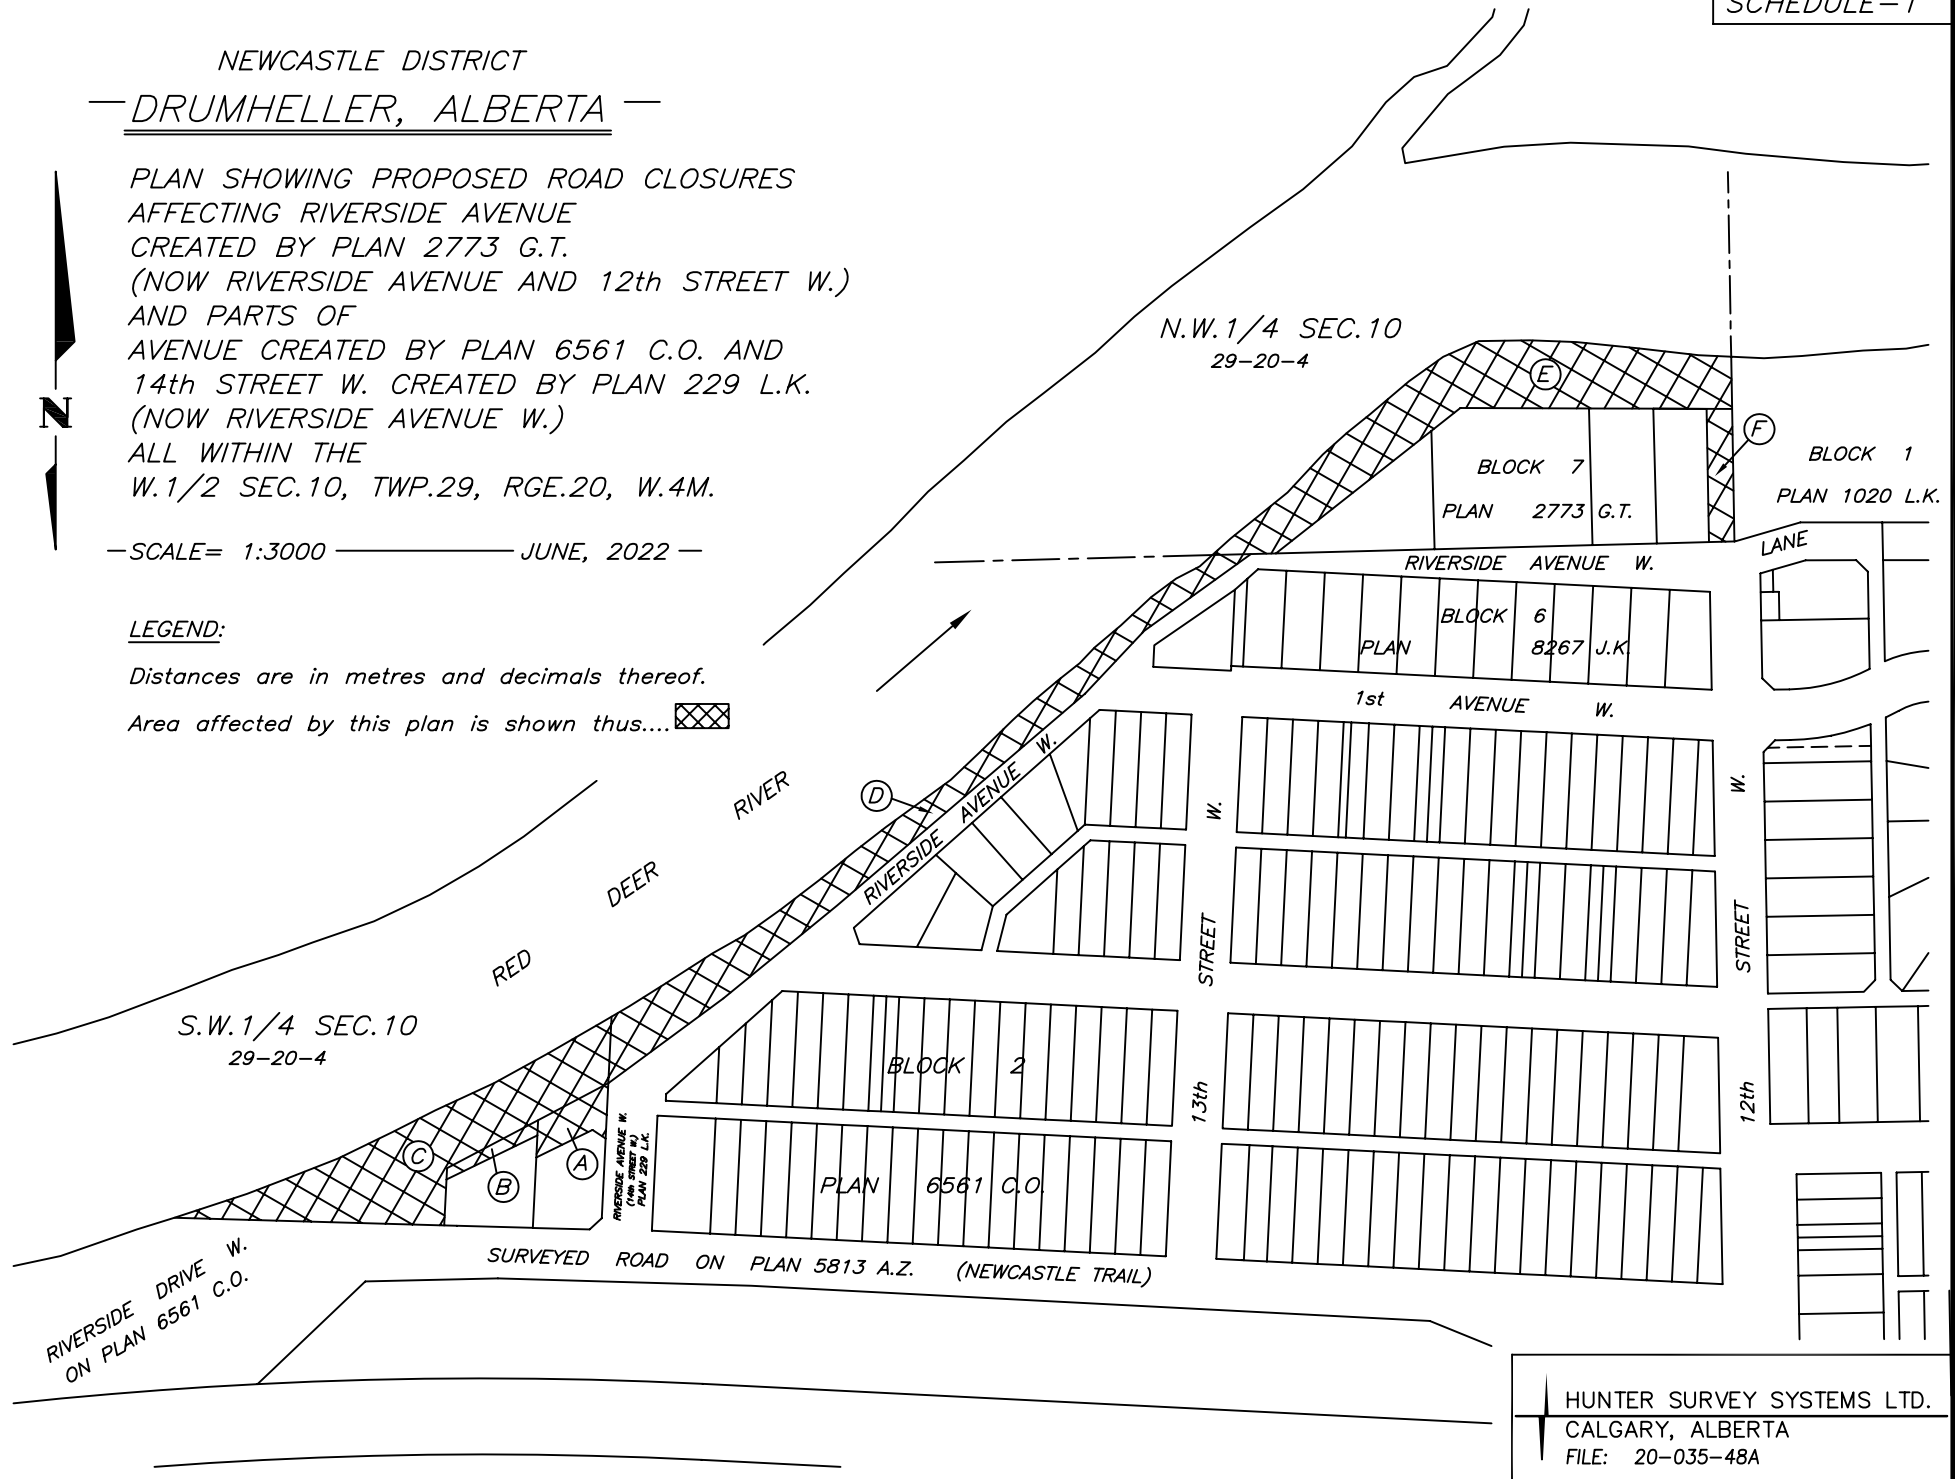 SCHEDULE-1
NEWCASTLE DISTRICT
DRUMHELLER, ALBERTA
PLAN SHOWING PROPOSED ROAD CLOSURES
AFFECTING RIVERSIDE AVENUE
CREATED BY PLAN 2773 G.T.
(NOW RIVERSIDE AVENUE AND 12th STREET W.)
AND PARTS OF
AVENUE CREATED BY PLAN 6561 C.O. AND
14th STREET W. CREATED BY PLAN 229 L.K.
(NOW RIVERSIDE AVENUE W.)
ALL WITHIN THE
W.1/2 SEC.10, TWP.29, RGE.20, W.4M.
N
SCALE= 1:3000 JUNE, 2022
LEGEND:
Distances are in metres and decimals thereof.
Area affected by this plan is shown thus....
N.W.1/4 SEC.10
29-20-4
E
F
BLOCK 7
PLAN 2773 G.T.
BLOCK 1
PLAN 1020 L.K.
LANE
RIVERSIDE AVENUE W.
BLOCK 6
PLAN 8267 J.K.
1st AVENUE W.
RIVERSIDE AVENUE W.
D
RED DEER RIVER
13th STREET W.
12th STREET W.
S.W.1/4 SEC.10
29-20-4
BLOCK 2
PLAN 6561 C.O.
C
B
A
RIVERSIDE AVENUE W.
(14th STREET W.)
PLAN 229 L.K.
SURVEYED ROAD ON PLAN 5813 A.Z. (NEWCASTLE TRAIL)
RIVERSIDE DRIVE W.
ON PLAN 6561 C.O.
HUNTER SURVEY SYSTEMS LTD.
CALGARY, ALBERTA
FILE: 20-035-48A